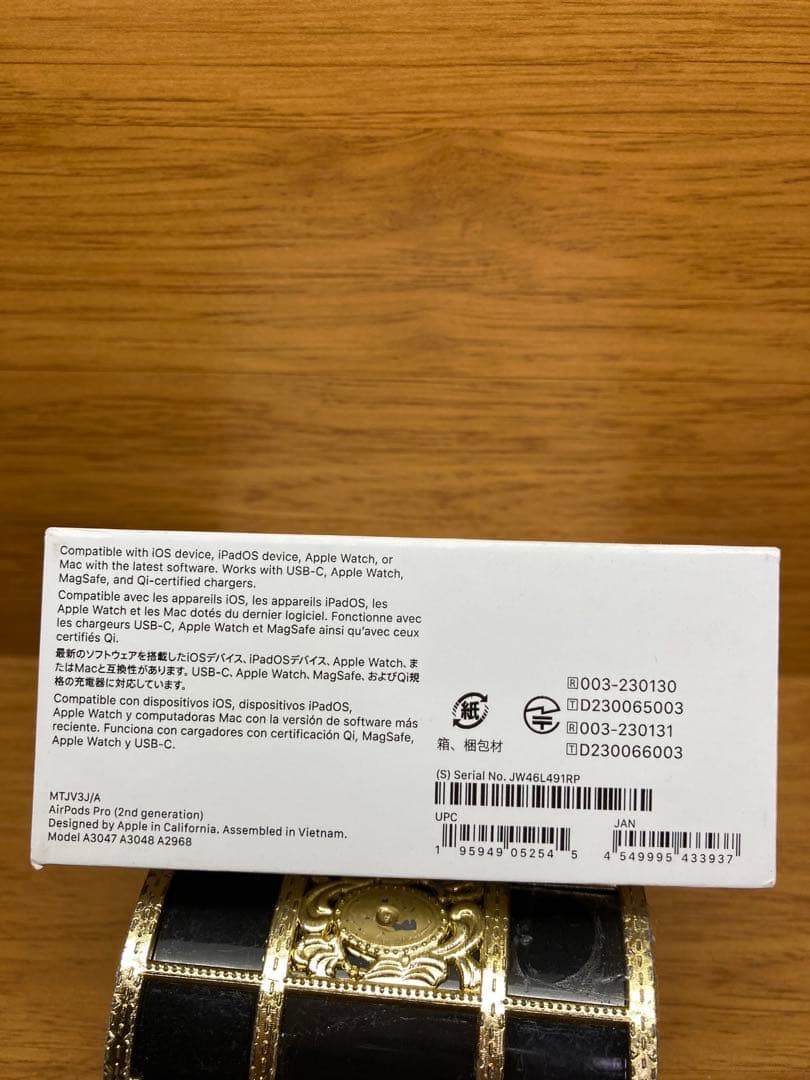 Compatible with iOS device, iPadOS device, Apple Watch, or
Mac with the latest software. Works with USB-C, Apple Watch,
MagSafe, and Qi-certified chargers.
Compatible avec les appareils iOS, les appareils iPadOS, les
Apple Watch et les Mac dotés du dernier logiciel. Fonctionne avec
les chargeurs USB-C, Apple Watch et MagSafe ainsi qu'avec ceux
certifiés Qi.
最新のソフトウェアを搭載したiOSデバイス、iPadOSデバイス、Apple Watch、ま
たはMacと互換性があります。USB-C、Apple Watch、MagSafe、およびQi規
格の充電器に対応しています。
Compatible con dispositivos iOS, dispositivos iPadOS,
Apple Watch y computadoras Mac con la versión de software más
reciente. Funciona con cargadores con certificación Qi, MagSafe,
Apple Watch y USB-C.
MTJV3J/A
AirPods Pro (2nd generation)
Designed by Apple in California. Assembled in Vietnam.
Model A3047 A3048 A2968
紙
箱、梱包材
R 003-230130
T D230065003
R 003-230131
T D230066003
(S) Serial No. JW46L491RP
UPC
1 95949 05254 5
JAN
4 549995 433937